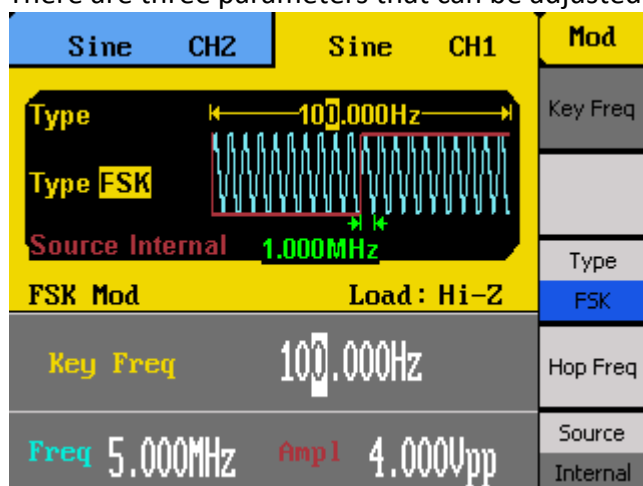 There are three parameters that can be adjusted
Sine CH2 Sine CH1 Mod
Type 100.000Hz Key Freq
Type FSK
Source Internal 1.000MHz
Type
FSK Mod Load: Hi-Z FSK
Key Freq 100.000Hz Hop Freq
Freq 5.000MHz Ampl 4.000Vpp Source
Internal